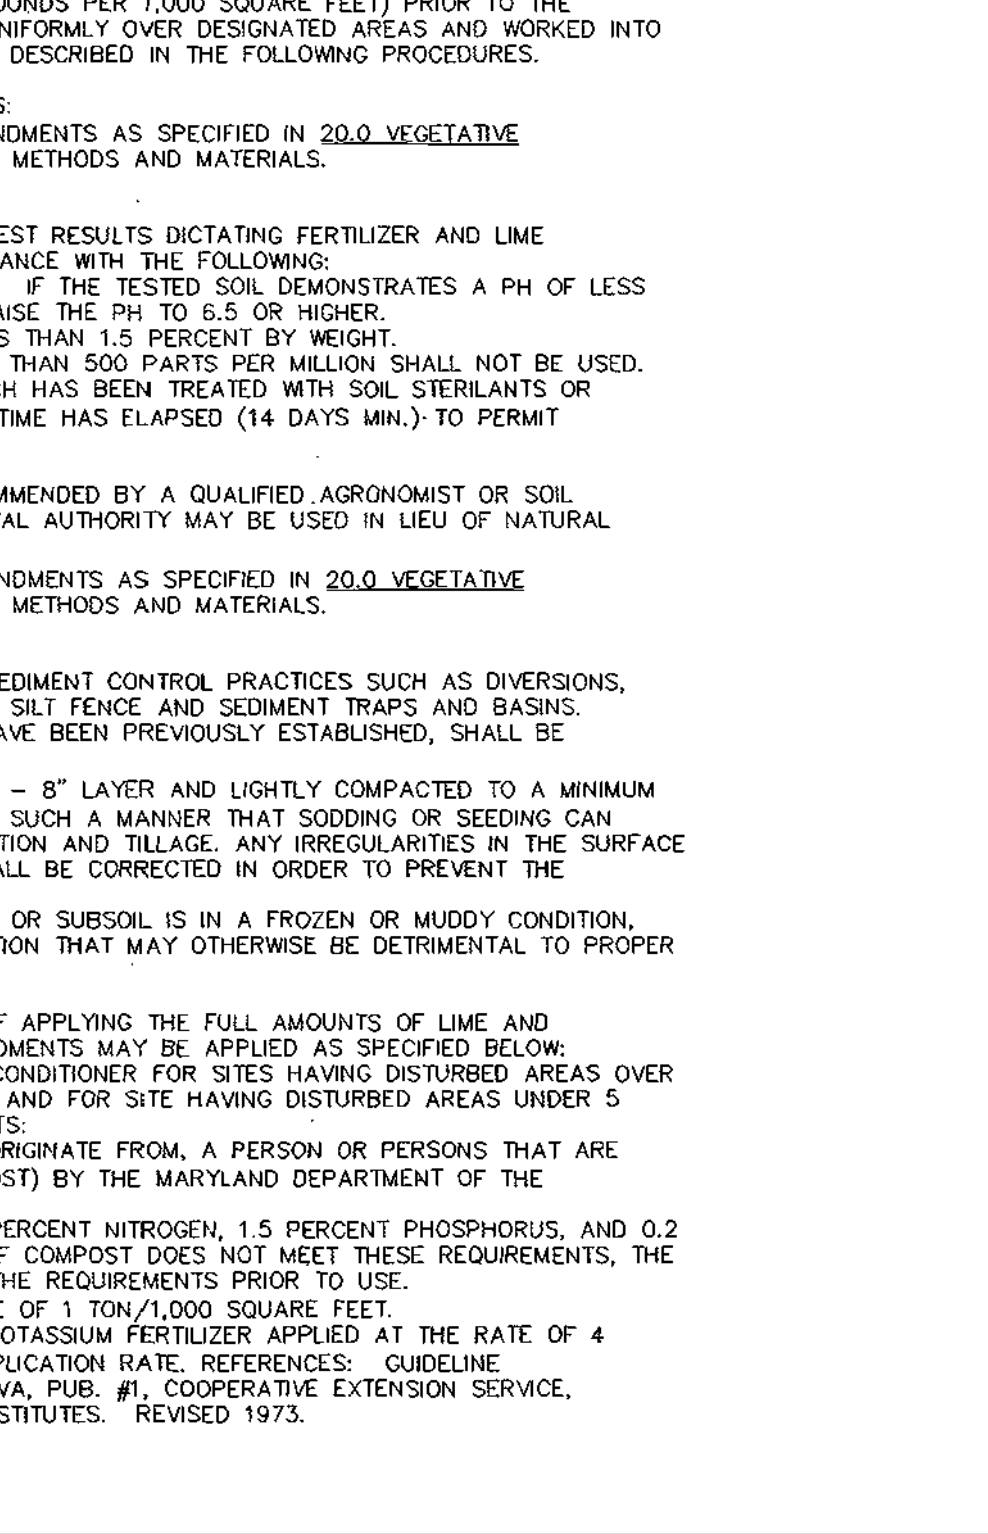 OUNDS PER 1,000 SQUARE FEET) PRIOR TO THE
NIFORMLY OVER DESIGNATED AREAS AND WORKED INTO
DESCRIBED IN THE FOLLOWING PROCEDURES.
S:
NDMENTS AS SPECIFIED IN 20.0 VEGETATIVE
METHODS AND MATERIALS.
EST RESULTS DICTATING FERTILIZER AND LIME
ANCE WITH THE FOLLOWING:
IF THE TESTED SOIL DEMONSTRATES A PH OF LESS
AISE THE PH TO 6.5 OR HIGHER.
S THAN 1.5 PERCENT BY WEIGHT.
THAN 500 PARTS PER MILLION SHALL NOT BE USED.
CH HAS BEEN TREATED WITH SOIL STERILANTS OR
TIME HAS ELAPSED (14 DAYS MIN.) TO PERMIT
MMENDED BY A QUALIFIED AGRONOMIST OR SOIL
VAL AUTHORITY MAY BE USED IN LIEU OF NATURAL
NDMENTS AS SPECIFIED IN 20.0 VEGETATIVE
METHODS AND MATERIALS.
EDIMENT CONTROL PRACTICES SUCH AS DIVERSIONS,
SILT FENCE AND SEDIMENT TRAPS AND BASINS.
AVE BEEN PREVIOUSLY ESTABLISHED, SHALL BE
– 8" LAYER AND LIGHTLY COMPACTED TO A MINIMUM
SUCH A MANNER THAT SODDING OR SEEDING CAN
TION AND TILLAGE. ANY IRREGULARITIES IN THE SURFACE
ALL BE CORRECTED IN ORDER TO PREVENT THE
OR SUBSOIL IS IN A FROZEN OR MUDDY CONDITION,
ION THAT MAY OTHERWISE BE DETRIMENTAL TO PROPER
F APPLYING THE FULL AMOUNTS OF LIME AND
DMENTS MAY BE APPLIED AS SPECIFIED BELOW:
CONDITIONER FOR SITES HAVING DISTURBED AREAS OVER
AND FOR SITE HAVING DISTURBED AREAS UNDER 5
TS:
ORIGINATE FROM, A PERSON OR PERSONS THAT ARE
OST) BY THE MARYLAND DEPARTMENT OF THE
PERCENT NITROGEN, 1.5 PERCENT PHOSPHORUS, AND 0.2
F COMPOST DOES NOT MEET THESE REQUIREMENTS, THE
HE REQUIREMENTS PRIOR TO USE.
E OF 1 TON/1,000 SQUARE FEET.
OTASSIUM FERTILIZER APPLIED AT THE RATE OF 4
PLICATION RATE. REFERENCES: GUIDELINE
VA, PUB. #1, COOPERATIVE EXTENSION SERVICE,
STITUTES. REVISED 1973.